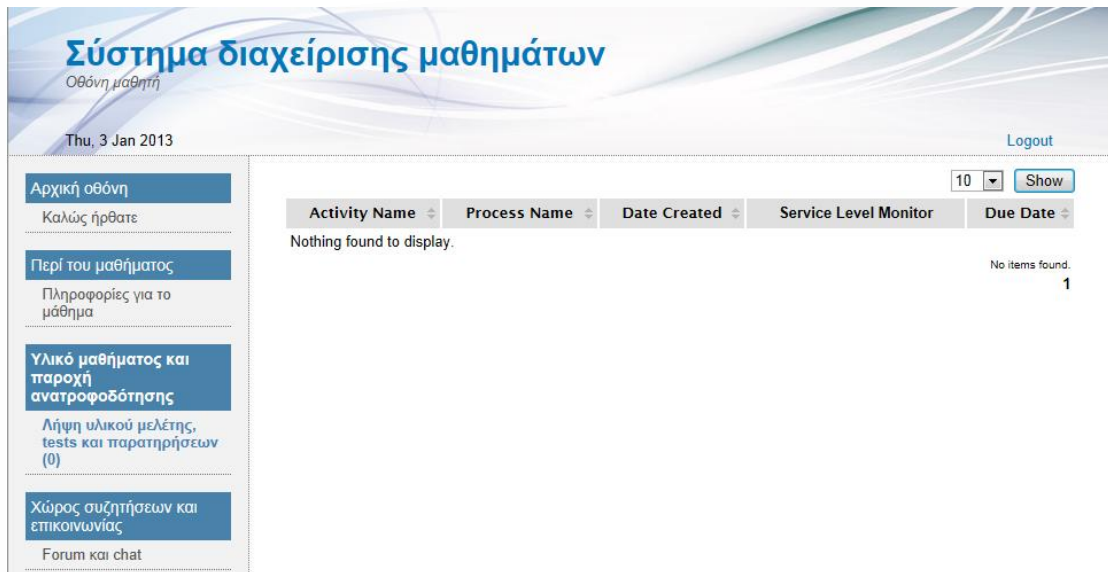 Σύστημα διαχείρισης μαθημάτων
Οθόνη μαθητή
Thu, 3 Jan 2013
Logout
Αρχική οθόνη
Καλώς ήρθατε
Περί του μαθήματος
Πληροφορίες για το
μάθημα
Υλικό μαθήματος και
παροχή
ανατροφοδότησης
Λήψη υλικού μελέτης,
tests και παρατηρήσεων
(0)
Χώρος συζητήσεων και
επικοινωνίας
Forum και chat
10 Show
Activity Name Process Name Date Created Service Level Monitor Due Date
Nothing found to display.
No items found.
1